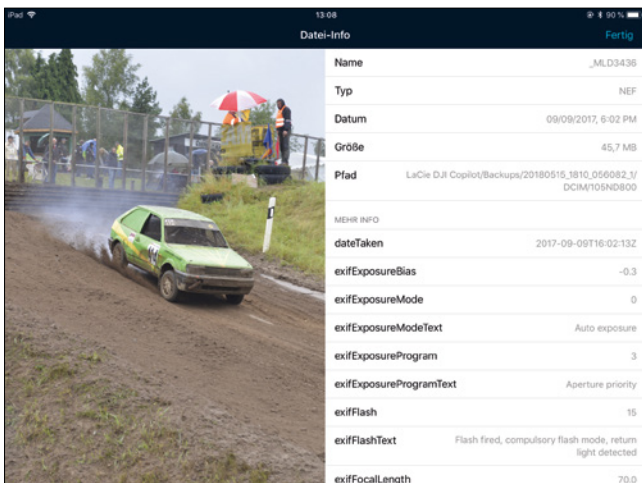 iPad 13:08 90 %
Datei-Info Fertig
Name _MLD3436
Typ NEF
Datum 09/09/2017, 6:02 PM
Größe 45,7 MB
Pfad LaCie DJI Copilot/Backups/20180515_1810_056082_1/
DCIM/105ND800
MEHR INFO
dateTaken 2017-09-09T16:02:13Z
exifExposureBias -0.3
exifExposureMode 0
exifExposureModeText Auto exposure
exifExposureProgram 3
exifExposureProgramText Aperture priority
exifFlash 15
exifFlashText Flash fired, compulsory flash mode, return
light detected
exifFocalLength 70.0